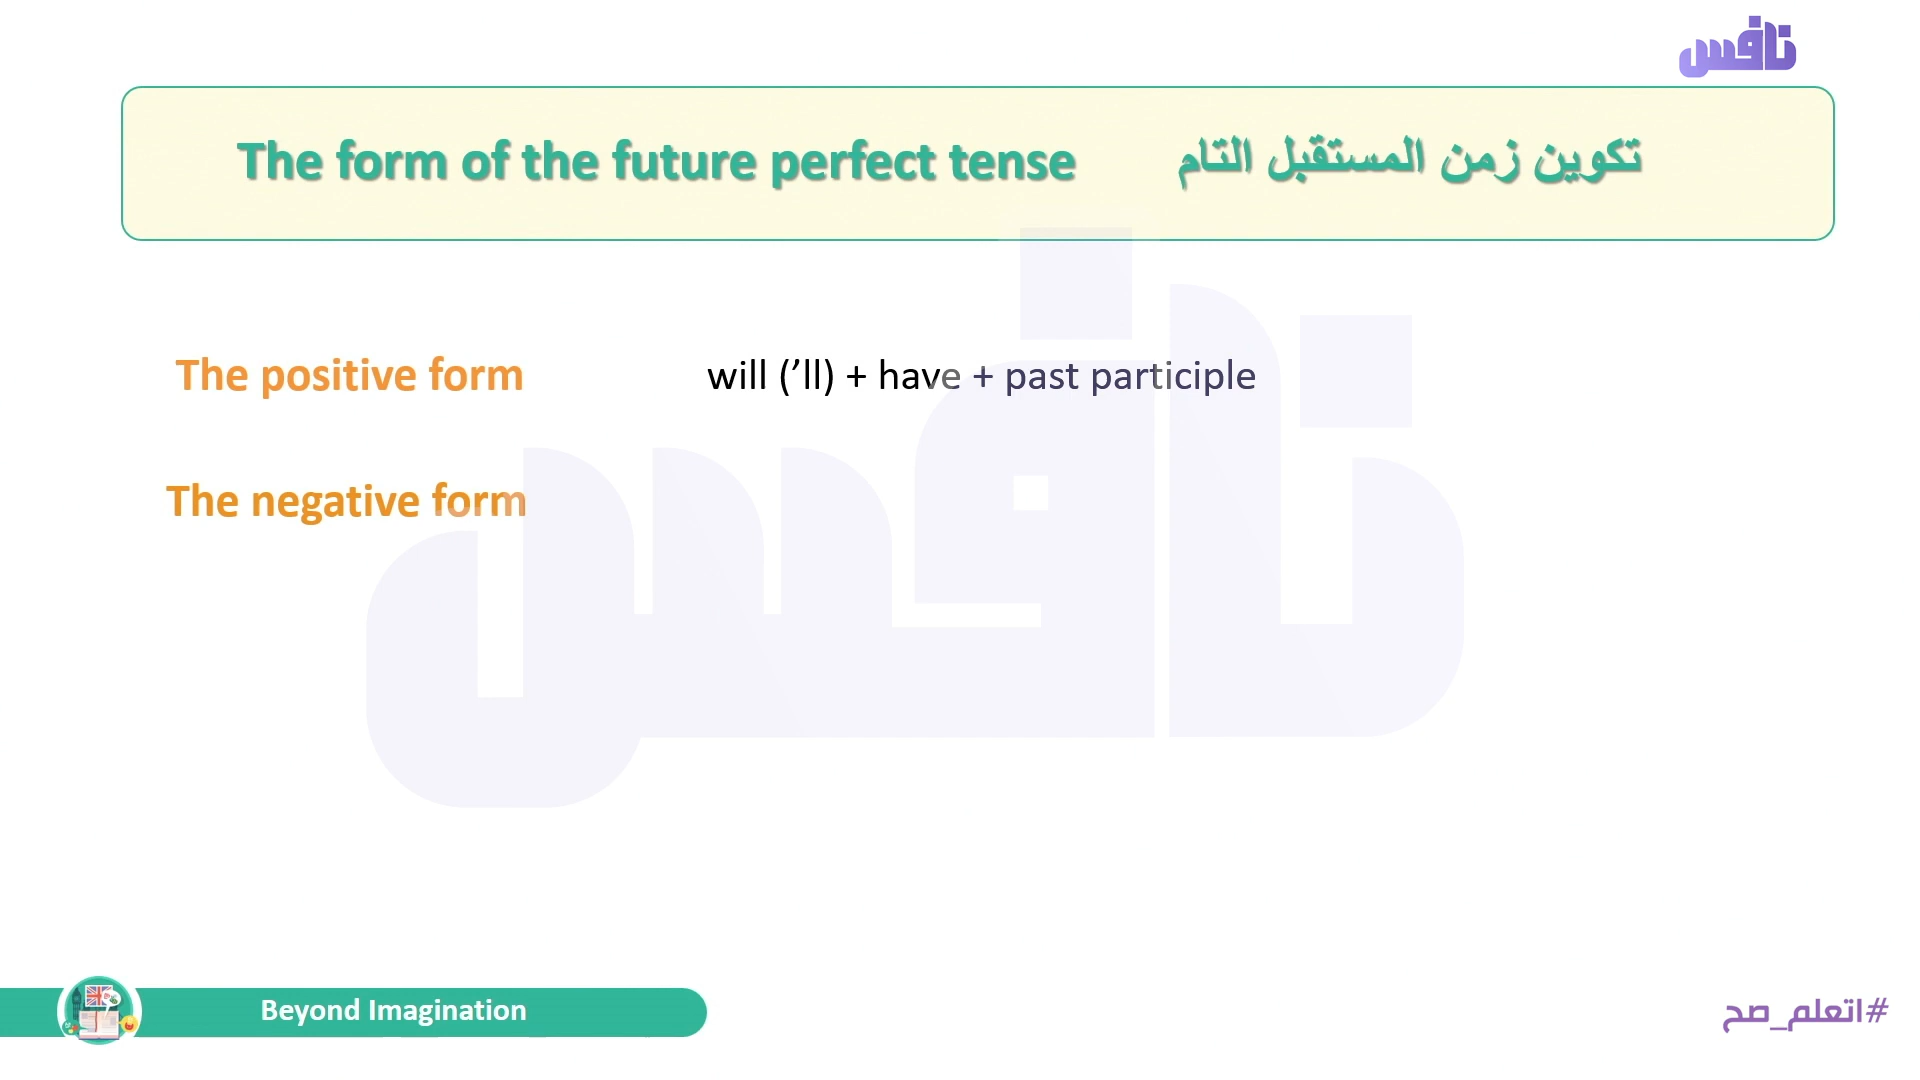 نافس
The form of the future perfect tense تكوين زمن المستقبل التام
The positive form will (’ll) + have + past participle
The negative form
نافس
Beyond Imagination
#اتعلم_صح